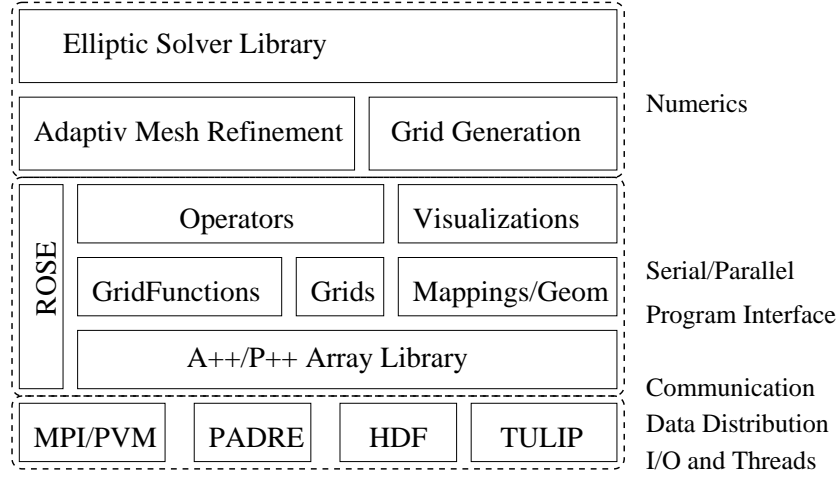 Elliptic Solver Library
Numerics
Adaptiv Mesh Refinement
Grid Generation
ROSE
Operators
Visualizations
GridFunctions
Grids
Mappings/Geom
A++/P++ Array Library
Serial/Parallel
Program Interface
MPI/PVM
PADRE
HDF
TULIP
Communication
Data Distribution
I/O and Threads